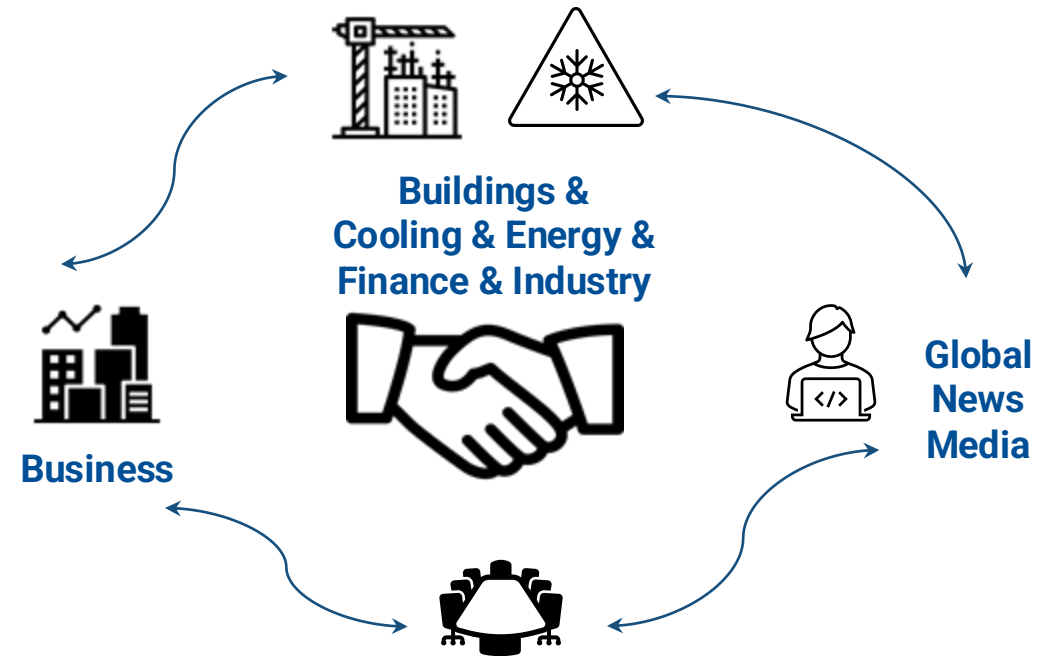 Buildings &
Cooling & Energy &
Finance & Industry
Global
News
Media
</>
Business